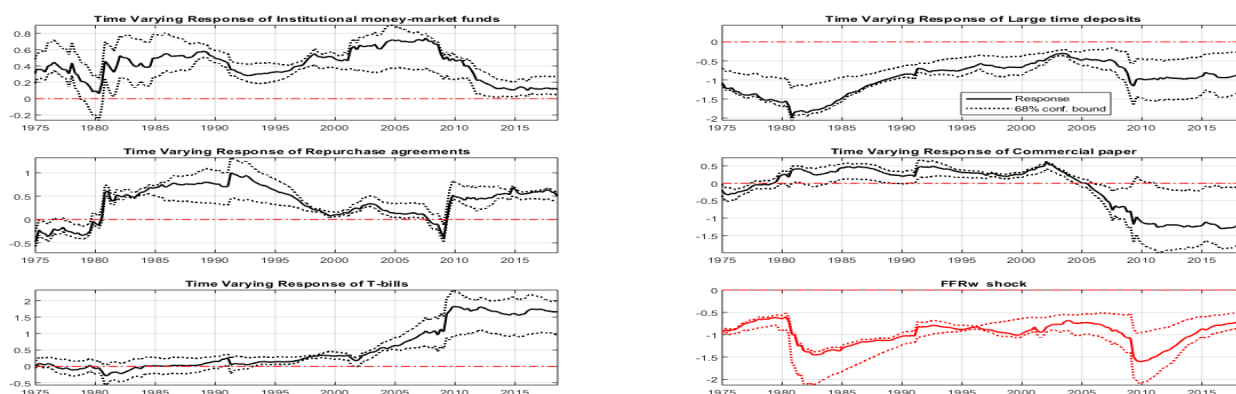 Time Varying Response of Institutional money-market funds
0.8
0.6
0.4
0.2
0
-0.2
1975 1980 1985 1990 1995 2000 2005 2010 2015
Time Varying Response of Large time deposits
0
-0.5
-1
-1.5
-2
Response
68% conf. bound
1975 1980 1985 1990 1995 2000 2005 2010 2015
Time Varying Response of Repurchase agreements
1
0.5
0
-0.5
1975 1980 1985 1990 1995 2000 2005 2010 2015
Time Varying Response of Commercial paper
0.5
0
-0.5
-1
-1.5
1975 1980 1985 1990 1995 2000 2005 2010 2015
Time Varying Response of T-bills
2
1.5
1
0.5
0
-0.5
1975 1980 1985 1990 1995 2000 2005 2010 2015
FFRw shock
0
-0.5
-1
-1.5
-2
1975 1980 1985 1990 1995 2000 2005 2010 2015